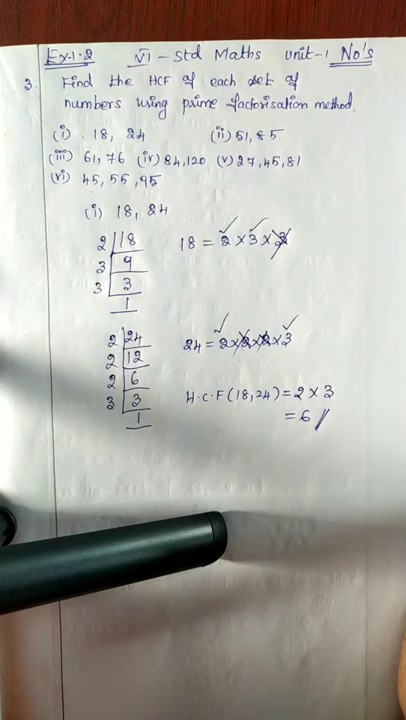 Ex-1.2 VI - Std Maths Unit-1 No's
3. Find the HCF of each set of
numbers using prime factorisation method.
(i) 18, 24 (ii) 51, 85
(iii) 61, 76 (iv) 84, 120 (v) 27, 45, 81
(vi) 45, 55, 95
(i) 18, 24
2 | 18
3 | 9
3 | 3
1
18 = 2 × 3 × 3
2 | 24
2 | 12
2 | 6
3 | 3
1
24 = 2 × 2 × 2 × 3
H.C.F (18, 24) = 2 × 3
= 6 //